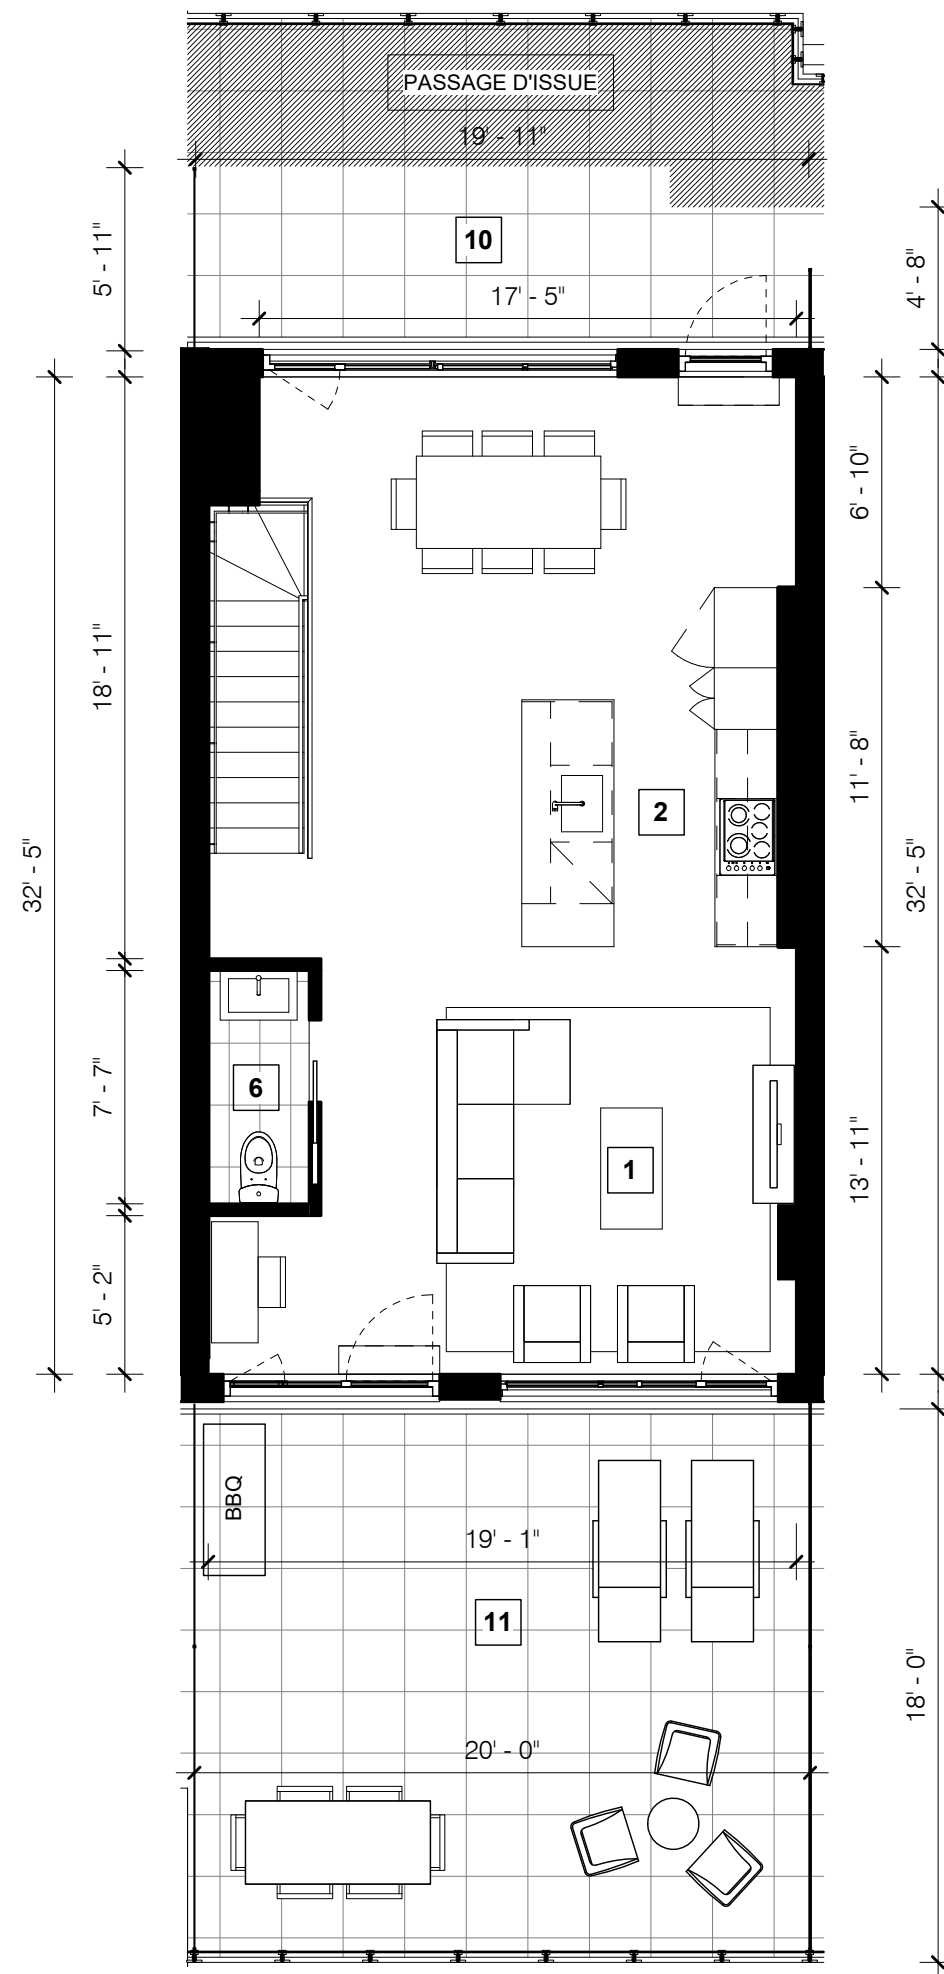 PASSAGE D'ISSUE
19' - 11"
5' - 11"
10
4' - 8"
17' - 5"
6' - 10"
18' - 11"
11' - 8"
2
32' - 5"
32' - 5"
7' - 7"
6
13' - 11"
1
5' - 2"
BBQ
19' - 1"
11
18' - 0"
20' - 0"